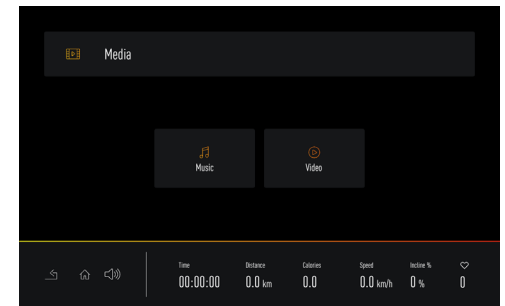 Media
Music
Video
Time Distance Calories Speed Incline %
00:00:00 0.0 km 0.0 0.0 km/h 0 % 0